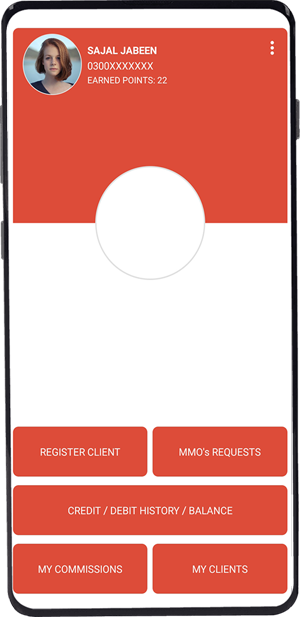 SAJAL JABEEN
0300XXXXXXX
EARNED POINTS: 22
REGISTER CLIENT
MMO's REQUESTS
CREDIT / DEBIT HISTORY / BALANCE
MY COMMISSIONS
MY CLIENTS